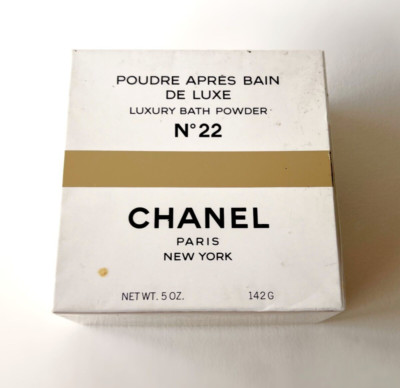 POUDRE APRÈS BAIN
DE LUXE
LUXURY BATH POWDER
N°22
CHANEL
PARIS
NEW YORK
NET WT. 5 OZ. 142 G